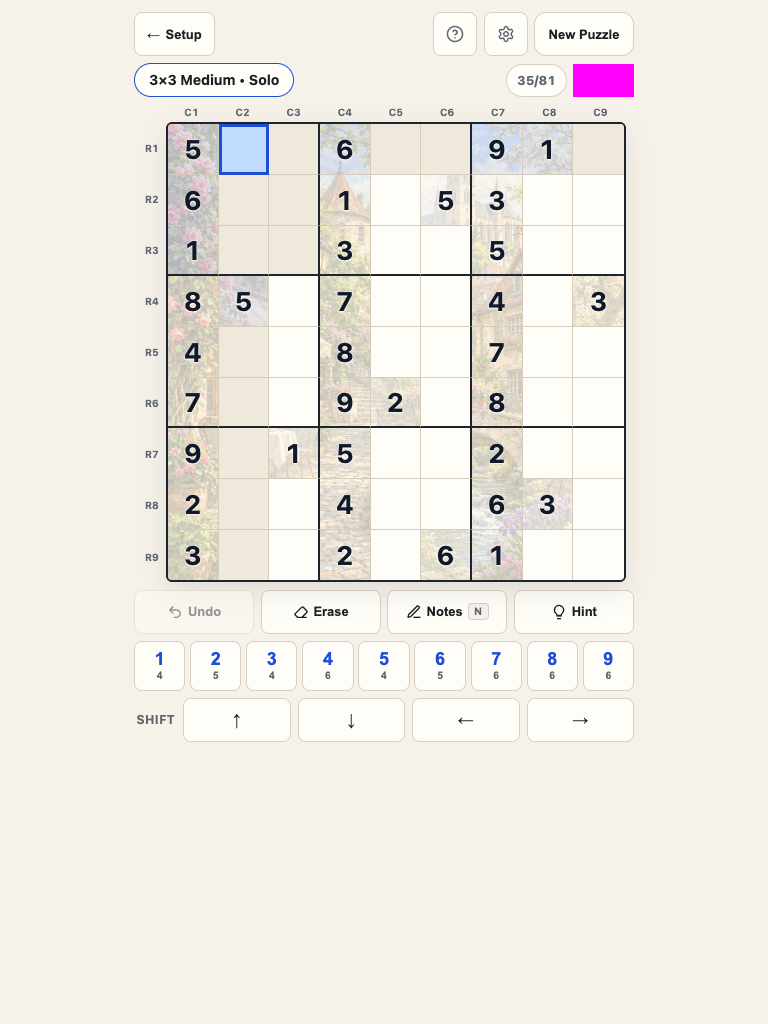 ← Setup
New Puzzle
3×3 Medium • Solo
35/81
C1 C2 C3 C4 C5 C6 C7 C8 C9
R1 5 6 9 1
R2 6 1 5 3
R3 1 3 5
R4 8 5 7 4 3
R5 4 8 7
R6 7 9 2 8
R7 9 1 5 2
R8 2 4 6 3
R9 3 2 6 1
Undo
Erase
Notes N
Hint
1 2 3 4 5 6 7 8 9
4 5 4 6 4 5 6 6 6
SHIFT ↑ ↓ ← →